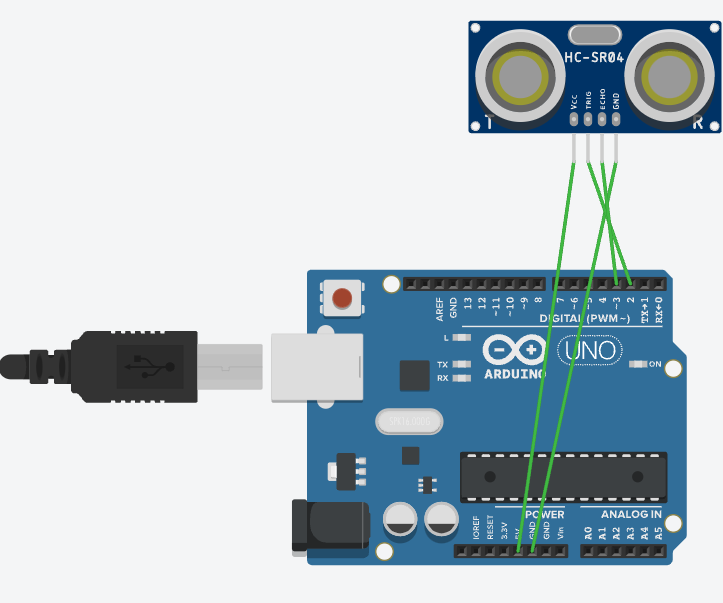 HC-SR04
VCC
TRIG
ECHO
GND
T
R
AREF
GND
13
12
~11
~10
~9
8
7
~6
~5
4
~3
2
TX→1
RX←0
DIGITAL (PWM~)
L
TX
RX
ARDUINO
UNO
ON
POWER
ANALOG IN
IOREF
RESET
3.3V
5V
GND
GND
Vin
A0
A1
A2
A3
A4
A5